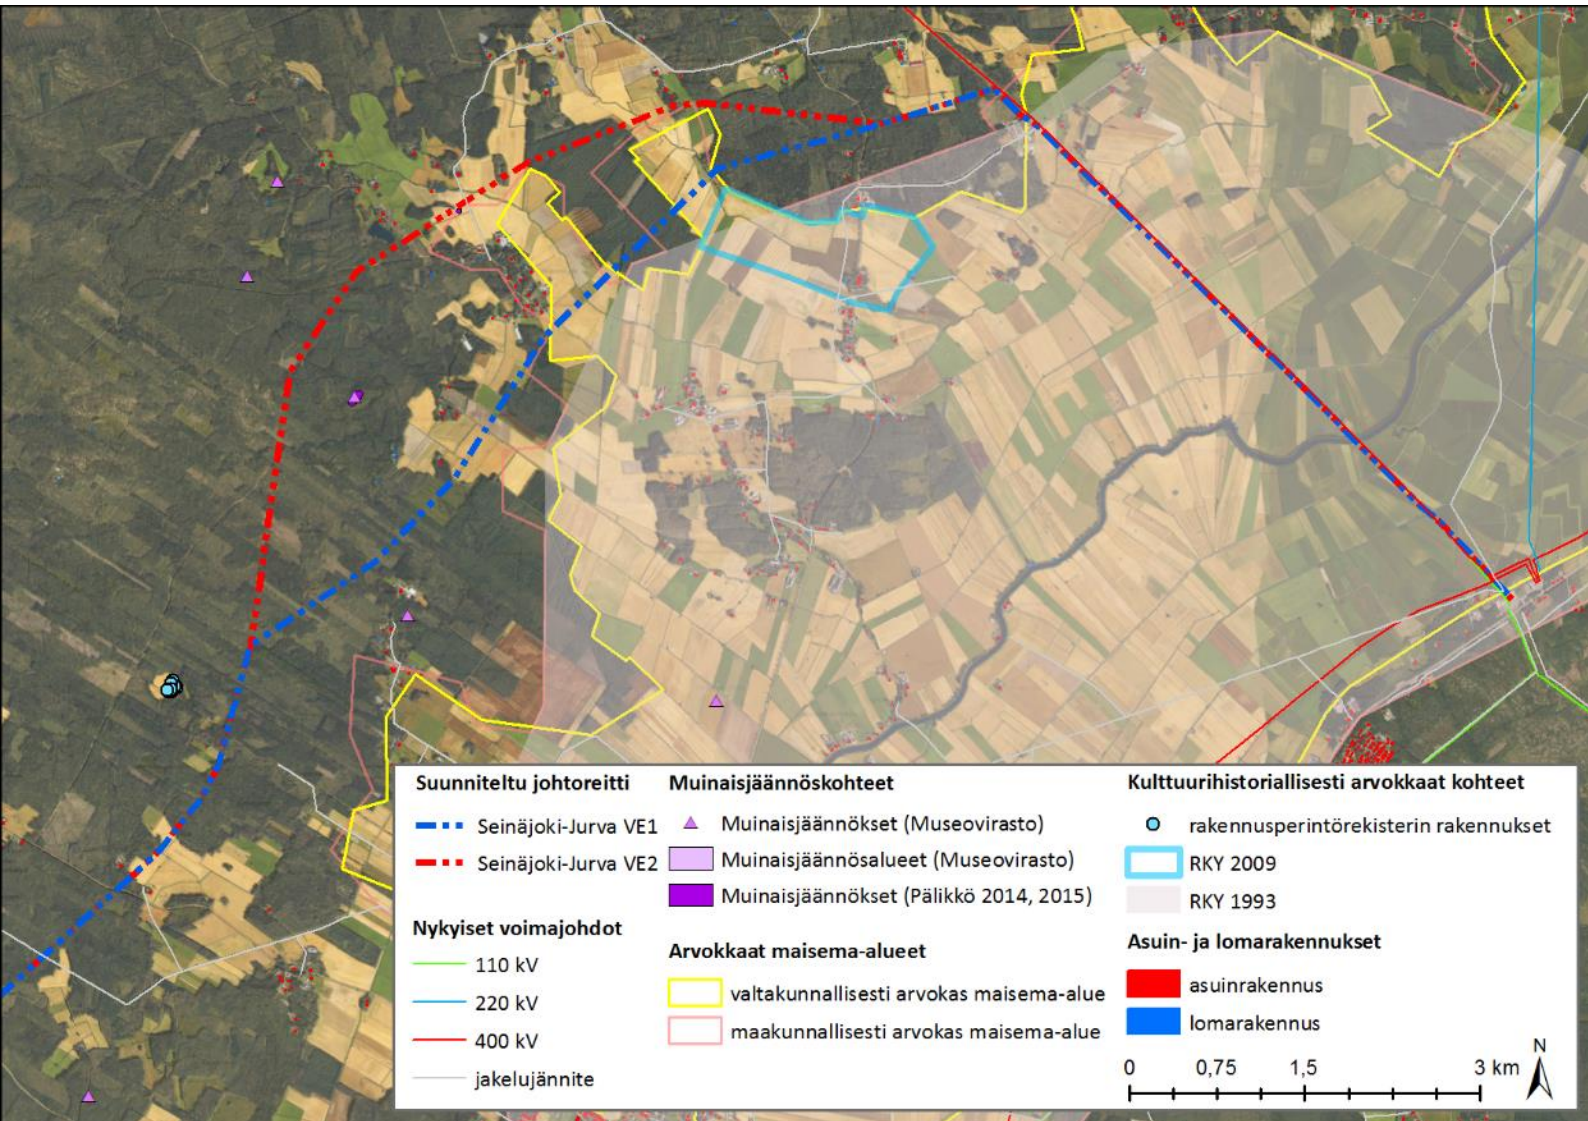 Suunniteltu johtoreitti
Seinäjoki-Jurva VE1
Seinäjoki-Jurva VE2
Nykyiset voimajohdot
110 kV
220 kV
400 kV
jakelujännite
Muinaisjäännöskohteet
Muinaisjäännökset (Museovirasto)
Muinaisjäännösalueet (Museovirasto)
Muinaisjäännökset (Pälikkö 2014, 2015)
Arvokkaat maisema-alueet
valtakunnallisesti arvokas maisema-alue
maakunnallisesti arvokas maisema-alue
Kulttuurihistoriallisesti arvokkaat kohteet
rakennusperintörekisterin rakennukset
RKY 2009
RKY 1993
Asuin- ja lomarakennukset
asuinrakennus
lomarakennus
N
0 0,75 1,5 3 km